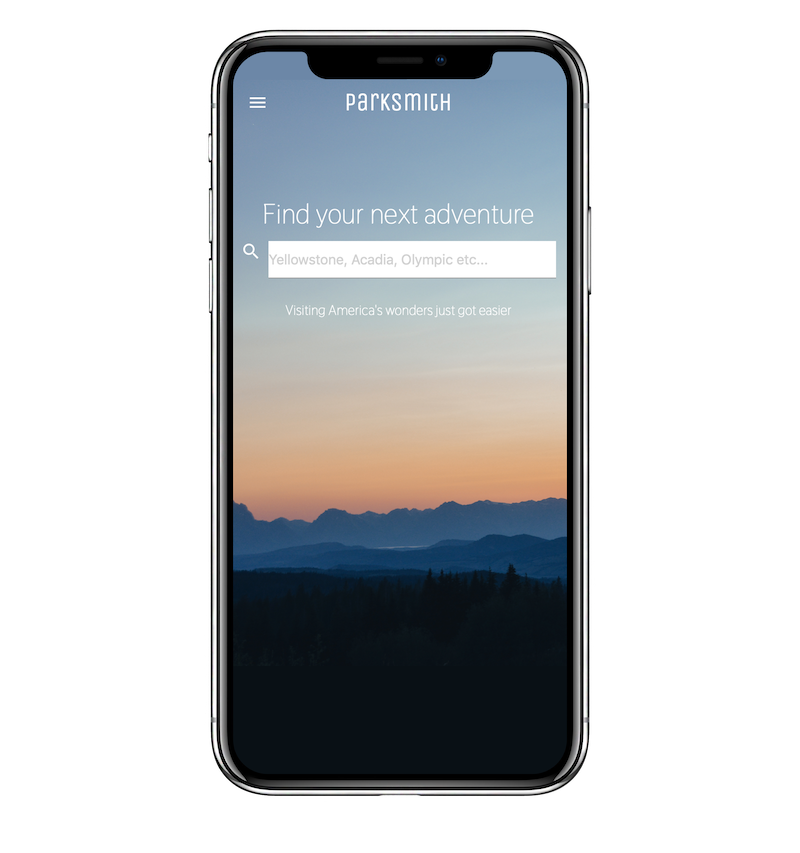 Parksmith
Find your next adventure
Yellowstone, Acadia, Olympic etc...
Visiting America's wonders just got easier